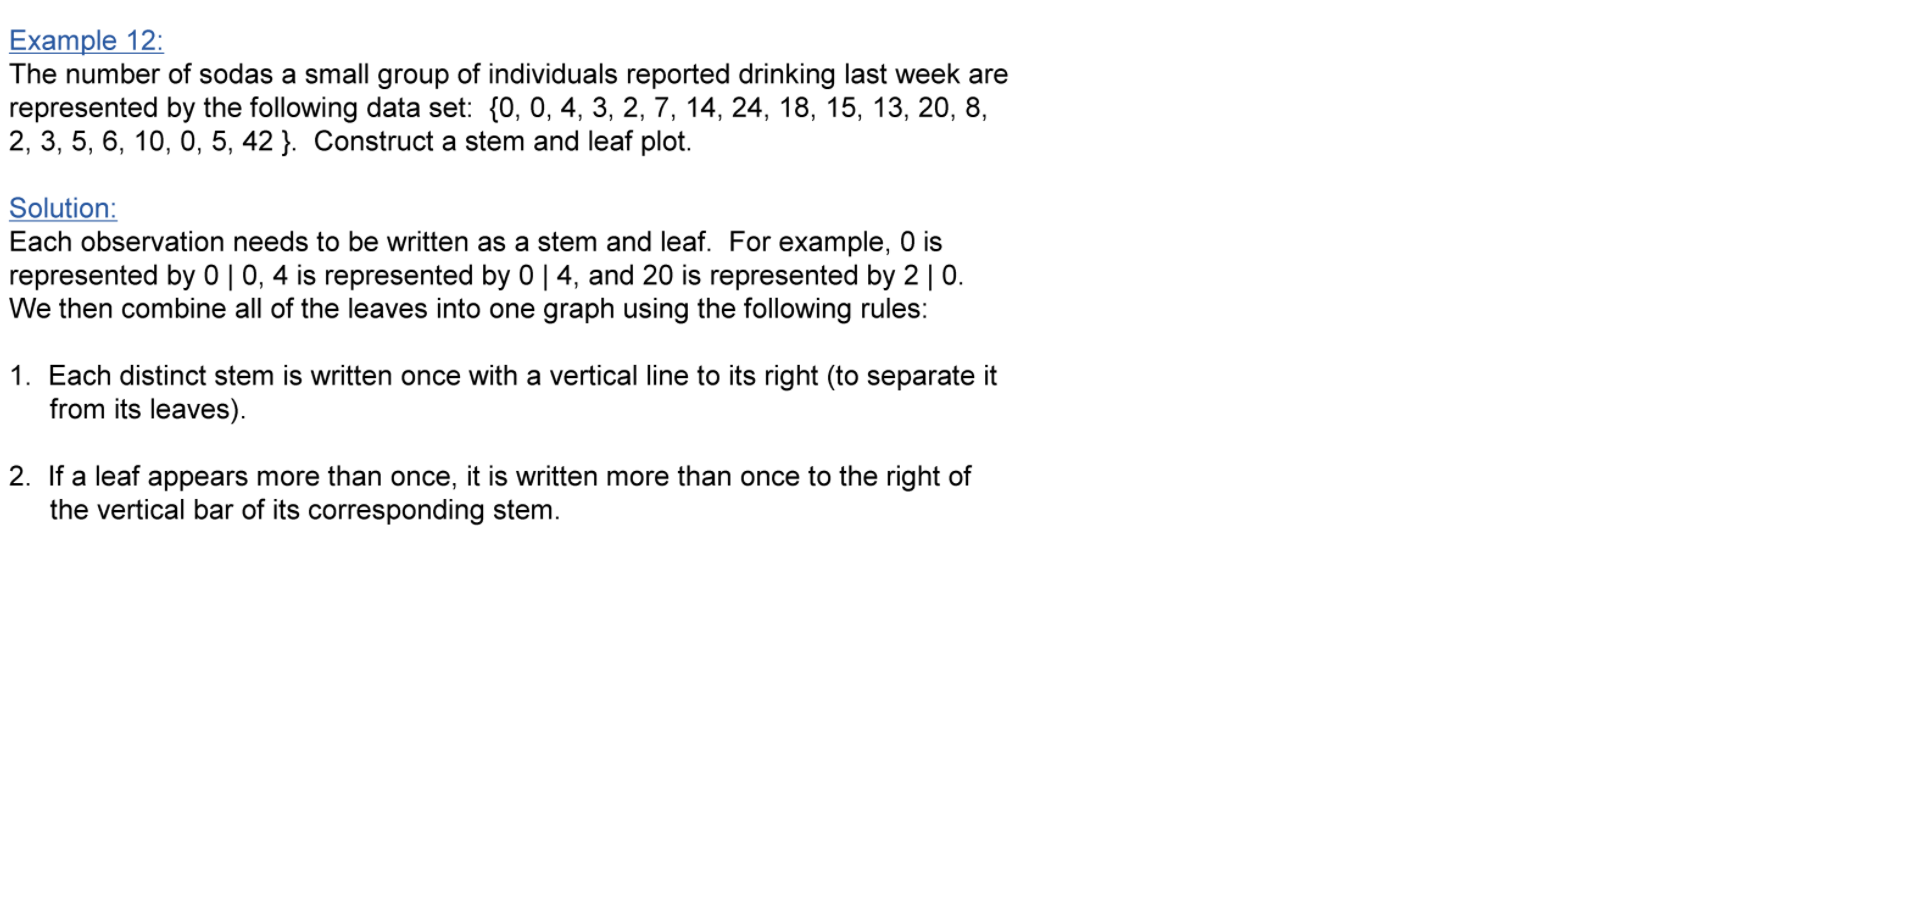 Example 12:
The number of sodas a small group of individuals reported drinking last week are
represented by the following data set:  {0, 0, 4, 3, 2, 7, 14, 24, 18, 15, 13, 20, 8,
2, 3, 5, 6, 10, 0, 5, 42 }.  Construct a stem and leaf plot.
Solution:
Each observation needs to be written as a stem and leaf.  For example, 0 is
represented by 0 | 0, 4 is represented by 0 | 4, and 20 is represented by 2 | 0.
We then combine all of the leaves into one graph using the following rules:
1.  Each distinct stem is written once with a vertical line to its right (to separate it
from its leaves).
2.  If a leaf appears more than once, it is written more than once to the right of
the vertical bar of its corresponding stem.